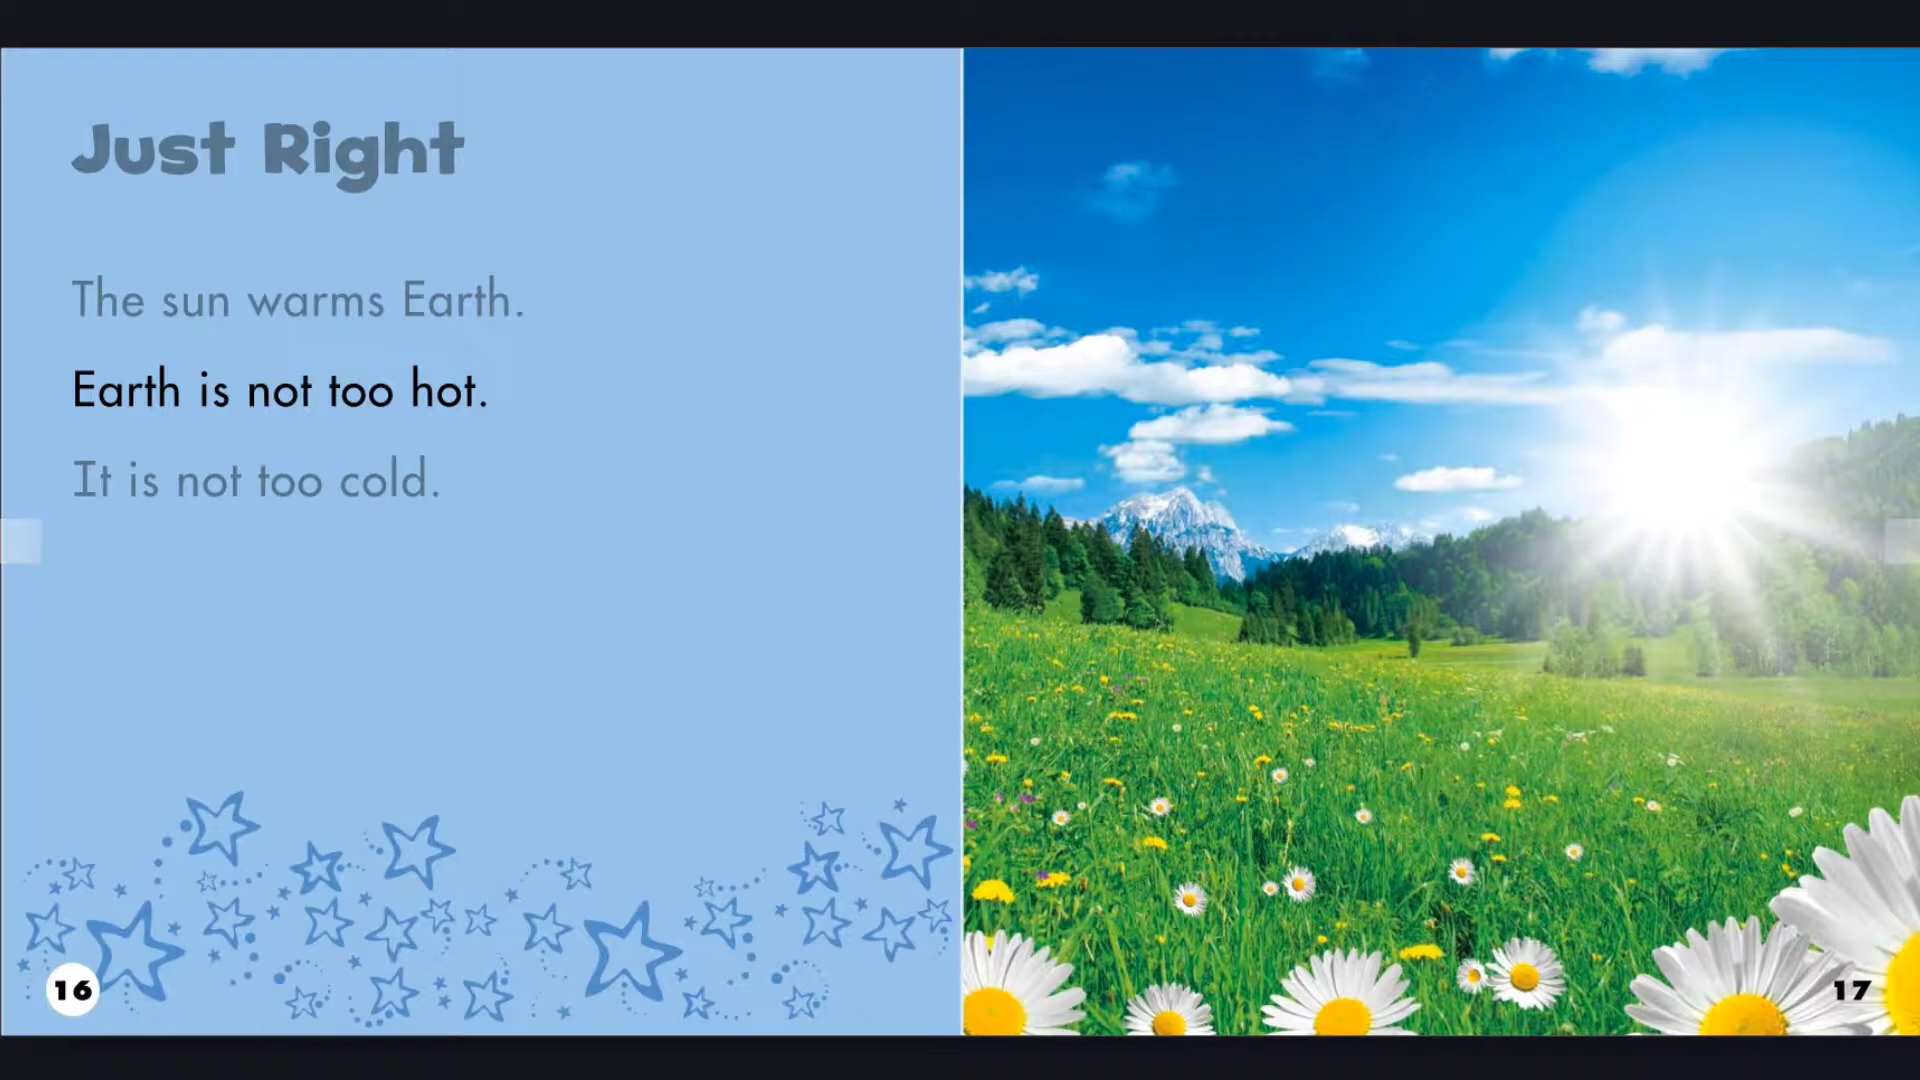 Just Right
The sun warms Earth.
Earth is not too hot.
It is not too cold.
16
17